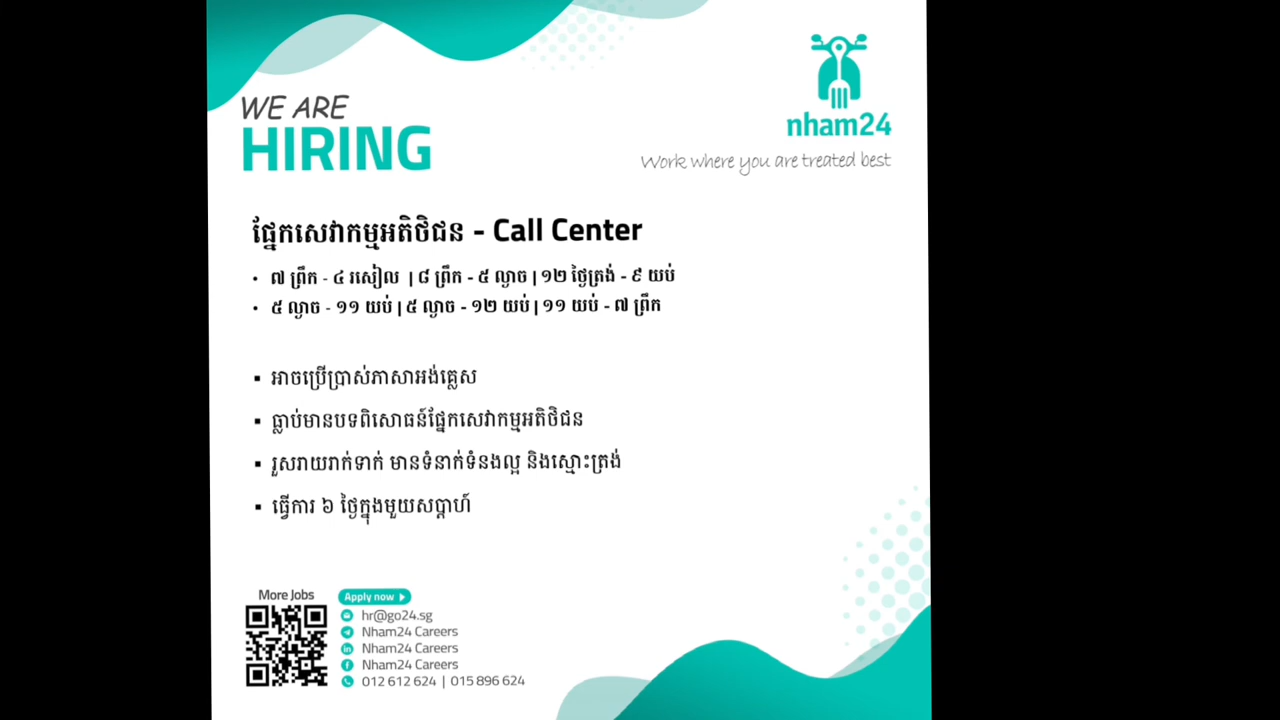 WE ARE
HIRING
nham24
Work where you are treated best
ផ្នែកសេវាកម្មអតិថិជន - Call Center
• ៧ ព្រឹក - ៤ រសៀល | ៨ ព្រឹក - ៥ ល្ងាច | ១២ ថ្ងៃត្រង់ - ៩ យប់
• ៥ ល្ងាច - ១១ យប់ | ៥ ល្ងាច - ១២ យប់ | ១១ យប់ - ៧ ព្រឹក
▪ អាចប្រើប្រាស់ភាសាអង់គ្លេស
▪ ធ្លាប់មានបទពិសោធន៍ផ្នែកសេវាកម្មអតិថិជន
▪ រួសរាយរាក់ទាក់ មានទំនាក់ទំនងល្អ និងស្មោះត្រង់
▪ ធ្វើការ ៦ ថ្ងៃក្នុងមួយសប្ដាហ៍
More Jobs
Apply now
hr@go24.sg
Nham24 Careers
Nham24 Careers
Nham24 Careers
012 612 624 | 015 896 624